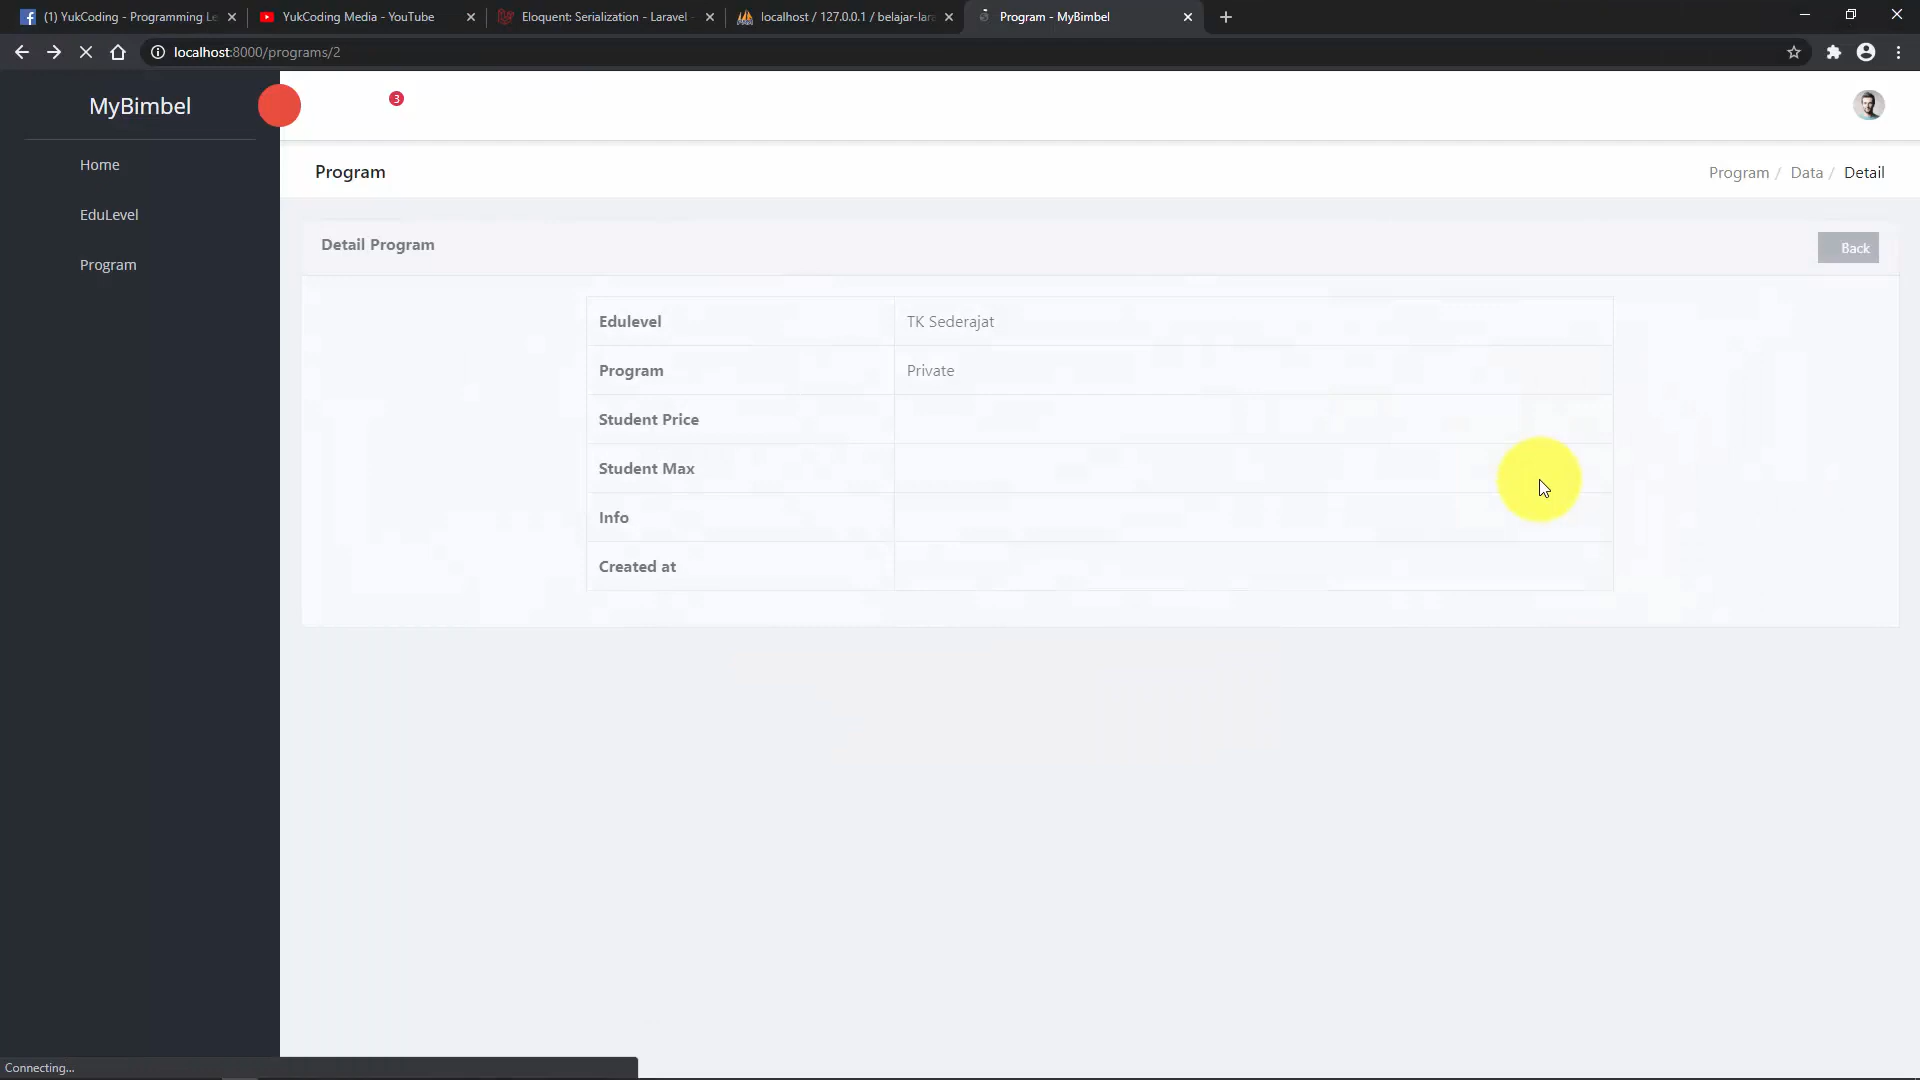 (1) YukCoding - Programming Le
YukCoding Media - YouTube
Eloquent: Serialization - Laravel -
localhost / 127.0.0.1 / belajar-lara
Program - MyBimbel
localhost:8000/programs/2
MyBimbel
3
Home
EduLevel
Program
Program
Program / Data / Detail
Detail Program
Back
Edulevel TK Sederajat
Program Private
Student Price
Student Max
Info
Created at
Connecting...